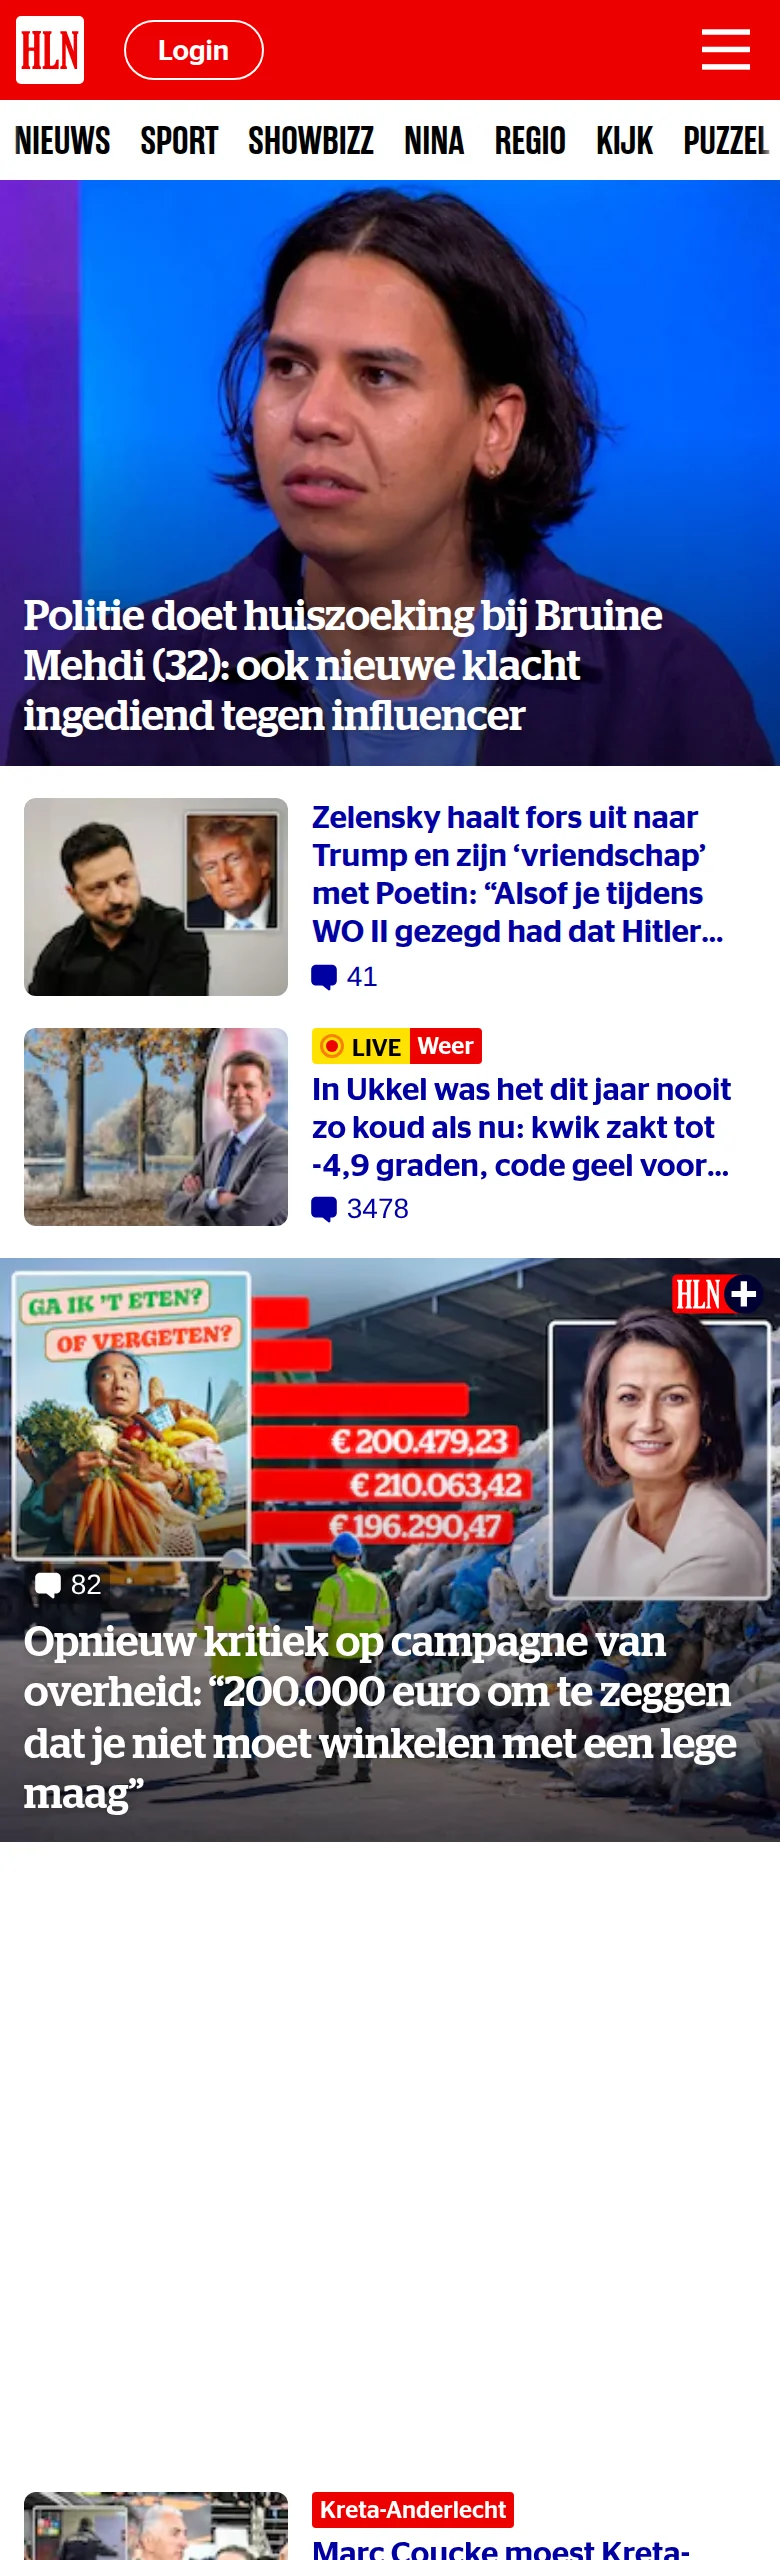 HLN
Login
NIEUWS SPORT SHOWBIZZ NINA REGIO KIJK PUZZEL
Politie doet huiszoeking bij Bruine
Mehdi (32): ook nieuwe klacht
ingediend tegen influencer
Zelensky haalt fors uit naar
Trump en zijn ‘vriendschap’
met Poetin: “Alsof je tijdens
WO II gezegd had dat Hitler...
41
LIVE Weer
In Ukkel was het dit jaar nooit
zo koud als nu: kwik zakt tot
-4,9 graden, code geel voor...
3478
HLN+
GA IK 'T ETEN?
OF VERGETEN?
€ 200.479,23
€ 210.063,42
€ 196.290,47
82
Opnieuw kritiek op campagne van
overheid: “200.000 euro om te zeggen
dat je niet moet winkelen met een lege
maag”
Kreta-Anderlecht
Marc Coucke moest Kreta-